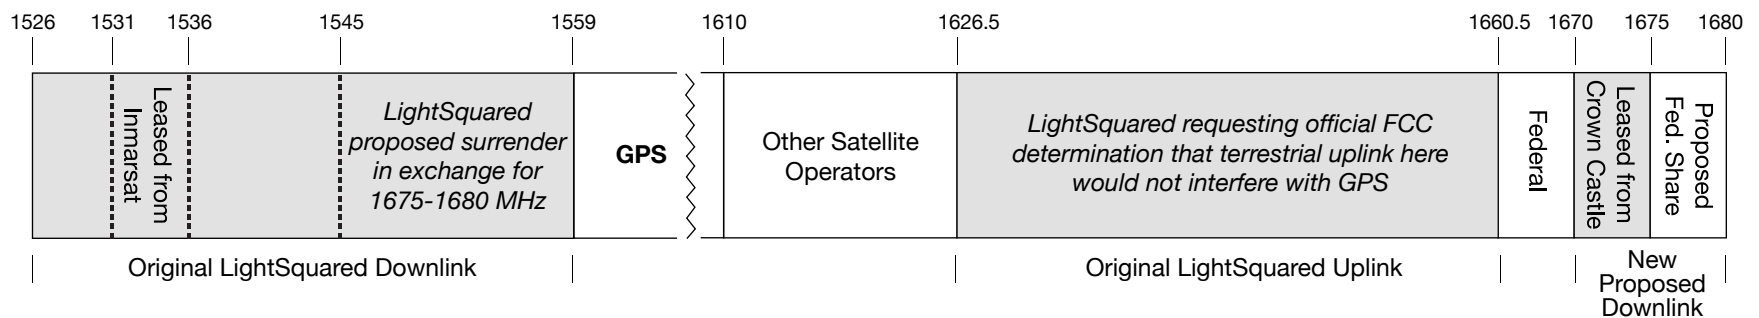 1526 1531 1536 1545 1559 1610 1626.5 1660.5 1670 1675 1680
Leased from
Inmarsat
LightSquared
proposed surrender
in exchange for
1675-1680 MHz
GPS
Other Satellite
Operators
LightSquared requesting official FCC
determination that terrestrial uplink here
would not interfere with GPS
Federal
Leased from
Crown Castle
Proposed
Fed. Share
Original LightSquared Downlink
Original LightSquared Uplink
New
Proposed
Downlink